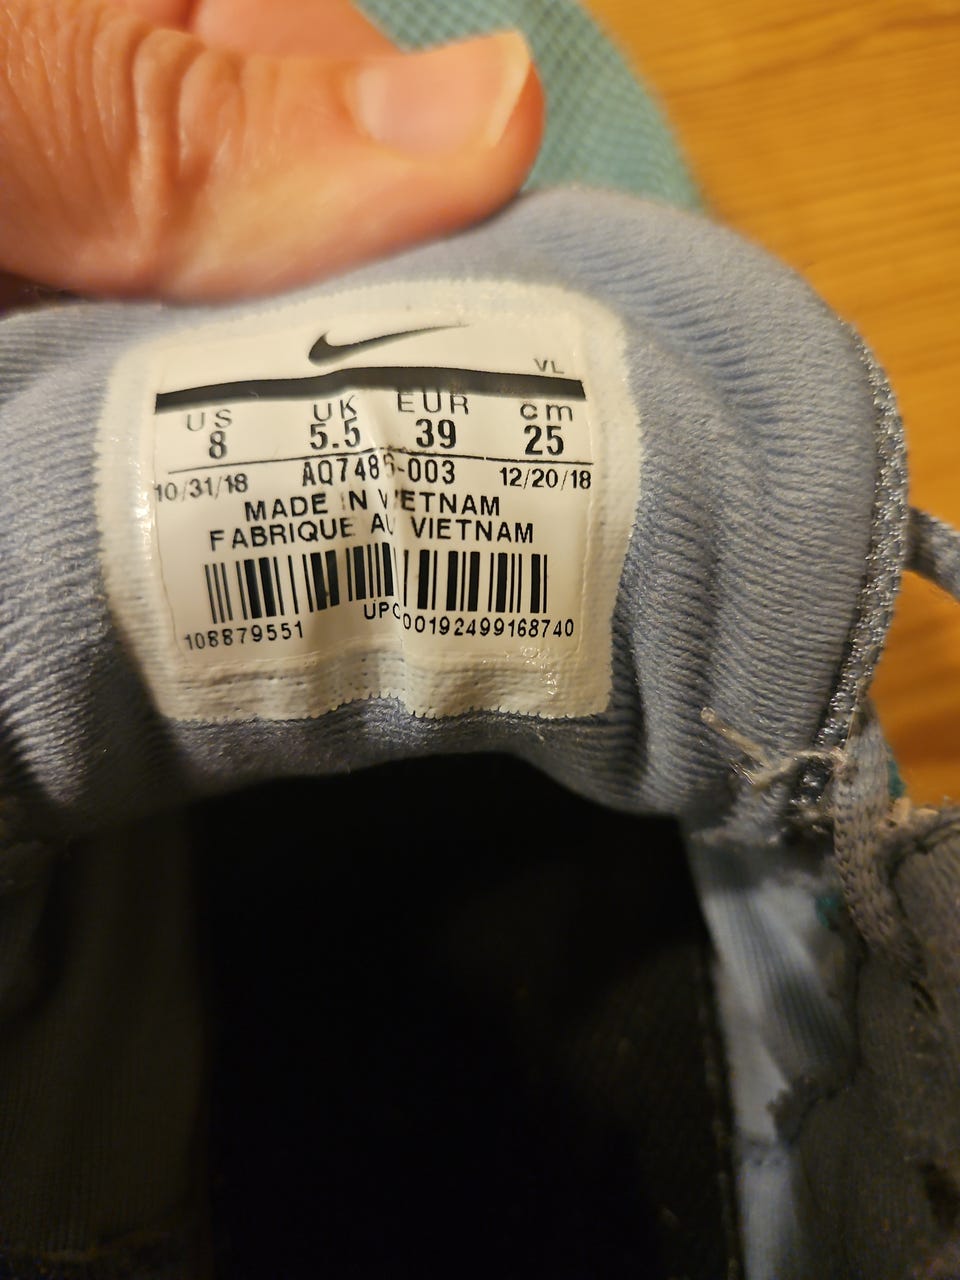 VL
US UK EUR cm
8 5.5 39 25
10/31/18 AQ7486-003 12/20/18
MADE IN VIETNAM
FABRIQUE AU VIETNAM
108879551 UPC00192499168740